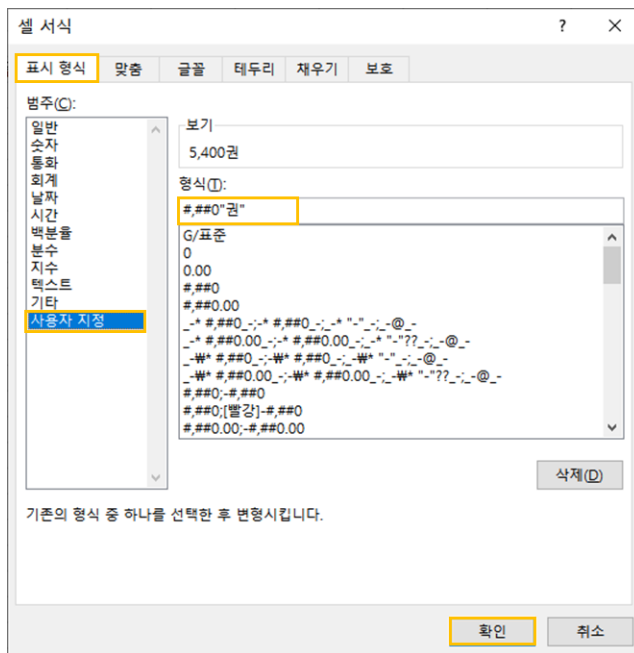 셀 서식 ? ×
표시 형식 맞춤 글꼴 테두리 채우기 보호
범주(C):
일반
숫자
통화
회계
날짜
시간
백분율
분수
지수
텍스트
기타
사용자 지정
보기
5,400권
형식(T):
#,##0"권"
G/표준
0
0.00
#,##0
#,##0.00
_-* #,##0_-;-* #,##0_-;_-* "-"_-;_-@_-
_-* #,##0.00_-;-* #,##0.00_-;_-* "-"??_-;_-@_-
_-₩* #,##0_-;-₩* #,##0_-;_-₩* "-"_-;_-@_-
_-₩* #,##0.00_-;-₩* #,##0.00_-;_-₩* "-"??_-;_-@_-
#,##0;-#,##0
#,##0;[빨강]-#,##0
#,##0.00;-#,##0.00
삭제(D)
기존의 형식 중 하나를 선택한 후 변형시킵니다.
확인 취소